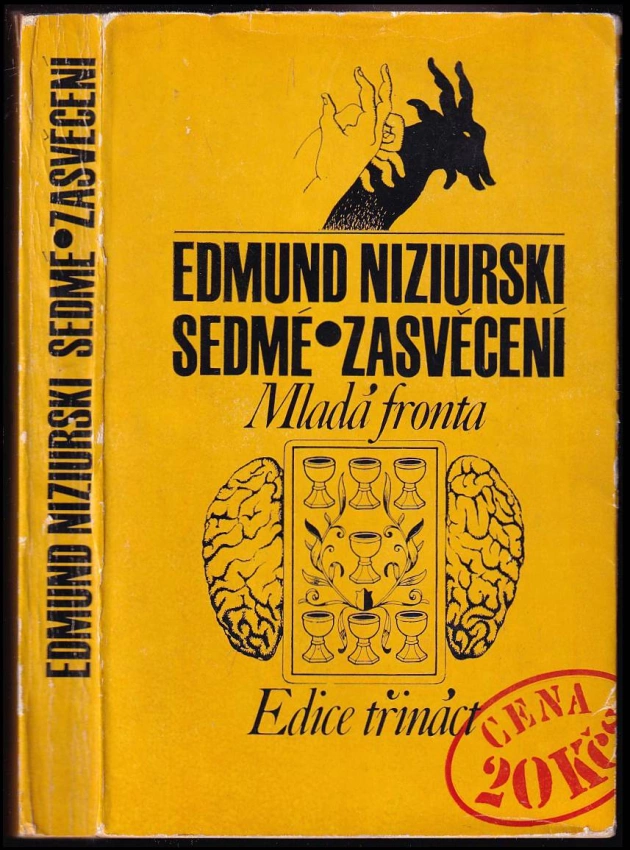 EDMUND NIZIURSKI SEDMÉ•ZASVĚCENÍ
EDMUND NIZIURSKI
SEDMÉ•ZASVĚCENÍ
Mladá fronta
Edice třináct
CENA
20Kčs